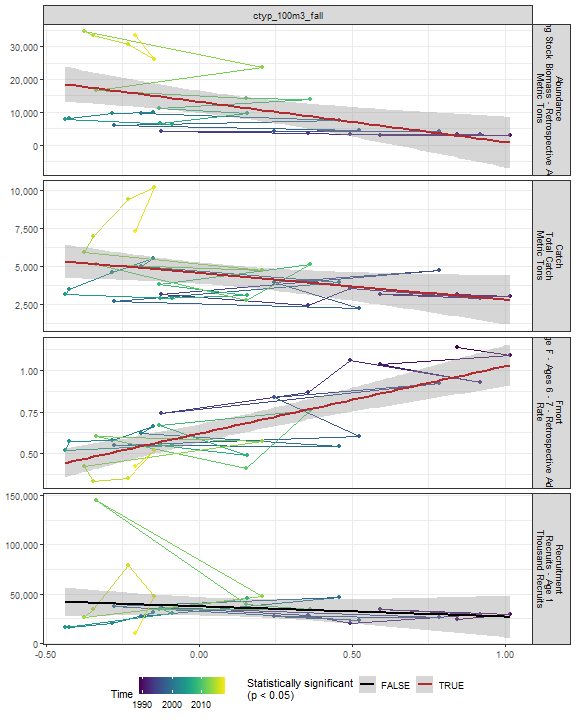 ctyp_100m3_fall
30,000
20,000
10,000
0
Abundance
Stock Biomass - Retrospective
Metric Tons
10,000
7,500
5,000
2,500
Catch
Total Catch
Metric Tons
1.00
0.75
0.50
Fmort
F - Ages 6 - 7 - Retrospective
Rate
150,000
100,000
50,000
0
Recruitment
Recruits - Age 1
Thousand Recruits
-0.50
0.00
0.50
1.00
Time
1990 2000 2010
Statistically significant
(p < 0.05)
FALSE
TRUE